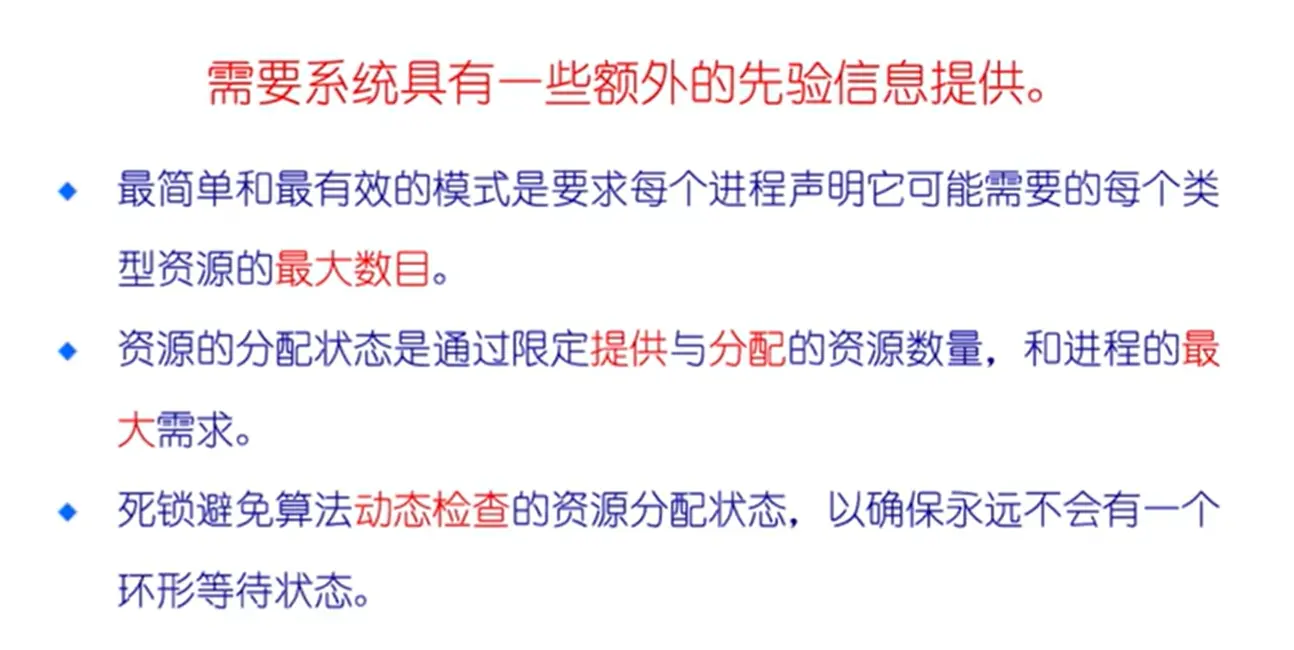 需要系统具有一些额外的先验信息提供。
最简单和最有效的模式是要求每个进程声明它可能需要的每个类
型资源的最大数目。
资源的分配状态是通过限定提供与分配的资源数量，和进程的最
大需求。
死锁避免算法动态检查的资源分配状态，以确保永远不会有一个
环形等待状态。